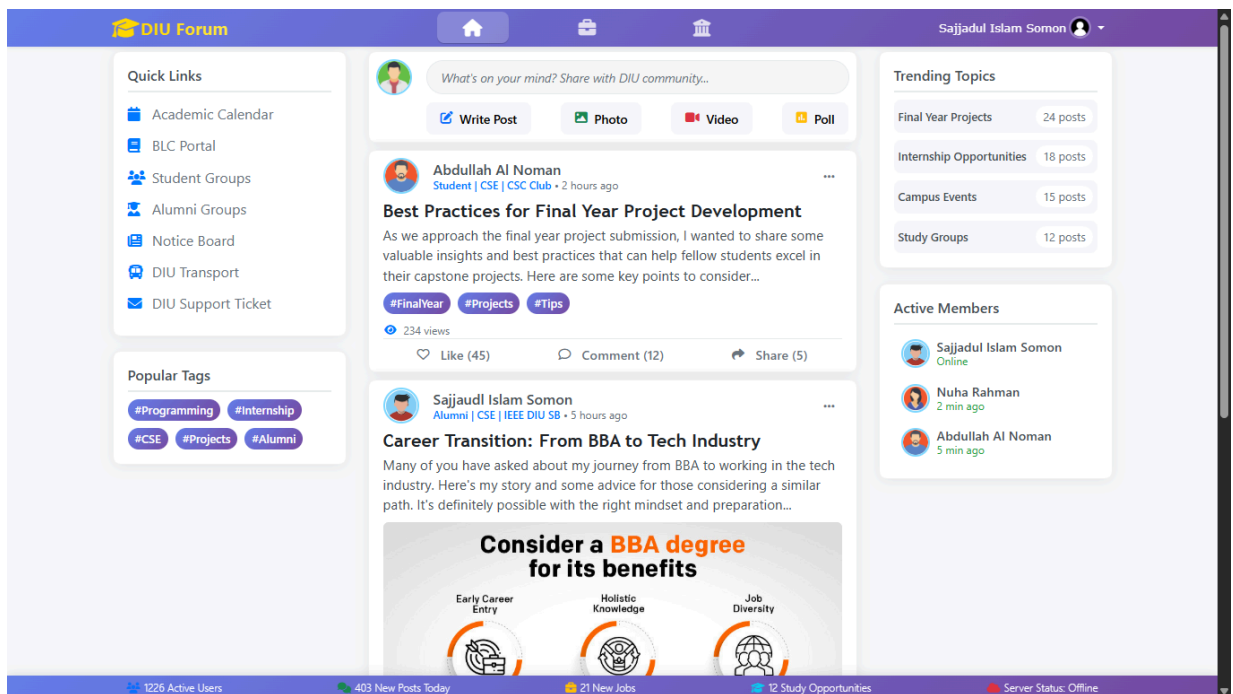 DIU Forum
Sajjadul Islam Somon
Quick Links
Academic Calendar
BLC Portal
Student Groups
Alumni Groups
Notice Board
DIU Transport
DIU Support Ticket
Popular Tags
#Programming #Internship
#CSE #Projects #Alumni
What's on your mind? Share with DIU community...
Write Post Photo Video Poll
Abdullah Al Noman
Student | CSE | CSC Club • 2 hours ago
Best Practices for Final Year Project Development
As we approach the final year project submission, I wanted to share some
valuable insights and best practices that can help fellow students excel in
their capstone projects. Here are some key points to consider...
#FinalYear #Projects #Tips
234 views
Like (45) Comment (12) Share (5)
Sajjaudl Islam Somon
Alumni | CSE | IEEE DIU SB • 5 hours ago
Career Transition: From BBA to Tech Industry
Many of you have asked about my journey from BBA to working in the tech
industry. Here's my story and some advice for those considering a similar
path. It's definitely possible with the right mindset and preparation...
Consider a BBA degree
for its benefits
Early Career
Entry
Holistic
Knowledge
Job
Diversity
Trending Topics
Final Year Projects 24 posts
Internship Opportunities 18 posts
Campus Events 15 posts
Study Groups 12 posts
Active Members
Sajjadul Islam Somon
Online
Nuha Rahman
2 min ago
Abdullah Al Noman
5 min ago
1226 Active Users 403 New Posts Today 21 New Jobs 12 Study Opportunities Server Status: Offline